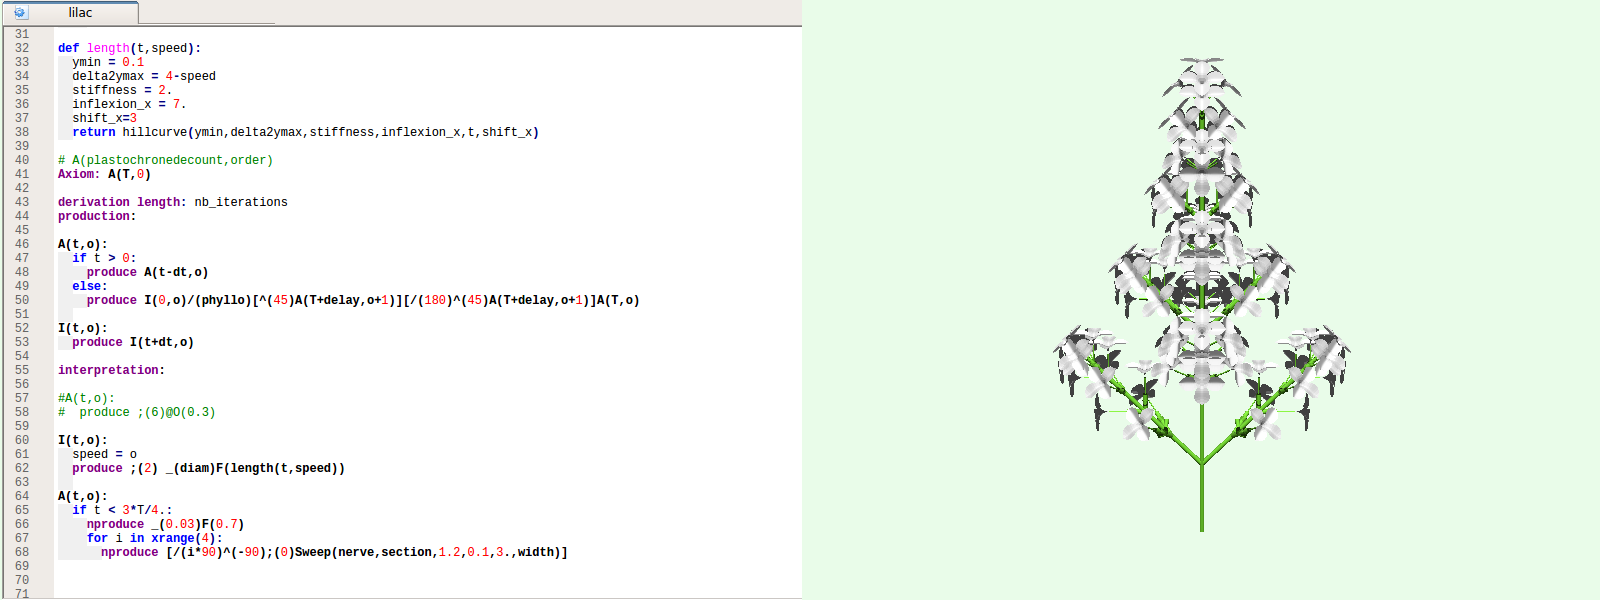 lilac
31
32 def length(t,speed):
33 ymin = 0.1
34 delta2ymax = 4-speed
35 stiffness = 2.
36 inflexion_x = 7.
37 shift_x=3
38 return hillcurve(ymin,delta2ymax,stiffness,inflexion_x,t,shift_x)
39
40 # A(plastochronedecount,order)
41 Axiom: A(T,0)
42
43 derivation length: nb_iterations
44 production:
45
46 A(t,o):
47 if t > 0:
48 produce A(t-dt,o)
49 else:
50 produce I(0,o)/(phyllo)[^(45)A(T+delay,o+1)][/(180)^(45)A(T+delay,o+1)]A(T,o)
51
52 I(t,o):
53 produce I(t+dt,o)
54
55 interpretation:
56
57 #A(t,o):
58 #  produce ;(6)@O(0.3)
59
60 I(t,o):
61 speed = o
62 produce ;(2) _(diam)F(length(t,speed))
63
64 A(t,o):
65 if t < 3*T/4.:
66 nproduce _(0.03)F(0.7)
67 for i in xrange(4):
68 nproduce [/(i*90)^(-90);(0)Sweep(nerve,section,1.2,0.1,3.,width)]
69
70
71